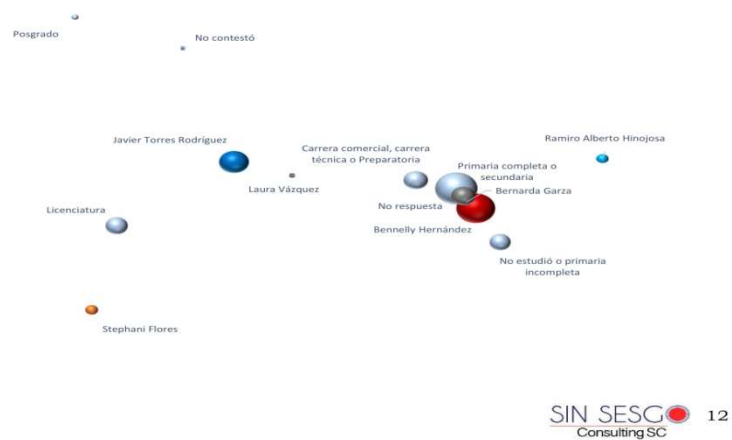 Posgrado
No contestó
Javier Torres Rodríguez
Carrera comercial, carrera
técnica o Preparatoria
Ramiro Alberto Hinojosa
Primaria completa o
secundaria
Laura Vázquez
Bernarda Garza
No respuesta
Licenciatura
Bennelly Hernández
No estudió o primaria
incompleta
Stephani Flores
SIN SESGO
Consulting SC
12